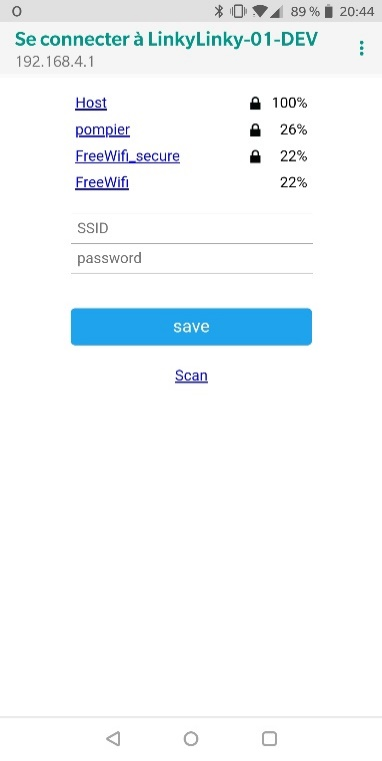 89 % 20:44
Se connecter à LinkyLinky-01-DEV
192.168.4.1
Host 100%
pompier 26%
FreeWifi_secure 22%
FreeWifi 22%
SSID
password
save
Scan